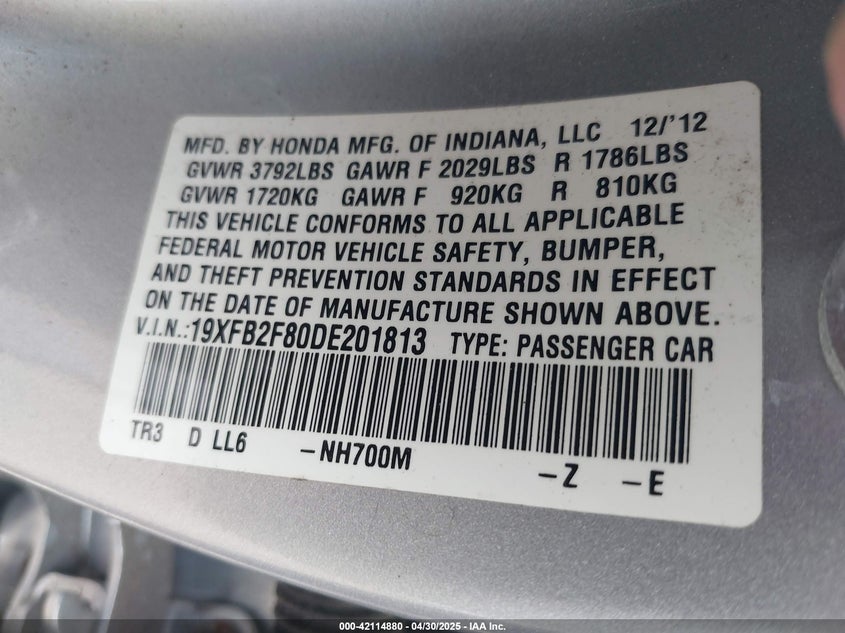 MFD. BY HONDA MFG. OF INDIANA, LLC 12/'12
GVWR 3792LBS GAWR F 2029LBS R 1786LBS
GVWR 1720KG GAWR F 920KG R 810KG
THIS VEHICLE CONFORMS TO ALL APPLICABLE
FEDERAL MOTOR VEHICLE SAFETY, BUMPER,
AND THEFT PREVENTION STANDARDS IN EFFECT
ON THE DATE OF MANUFACTURE SHOWN ABOVE.
V.I.N.:19XFB2F80DE201813 TYPE: PASSENGER CAR
TR3 D LL6 -NH700M -Z -E
000-42114880 - 04/30/2025 - IAA Inc.